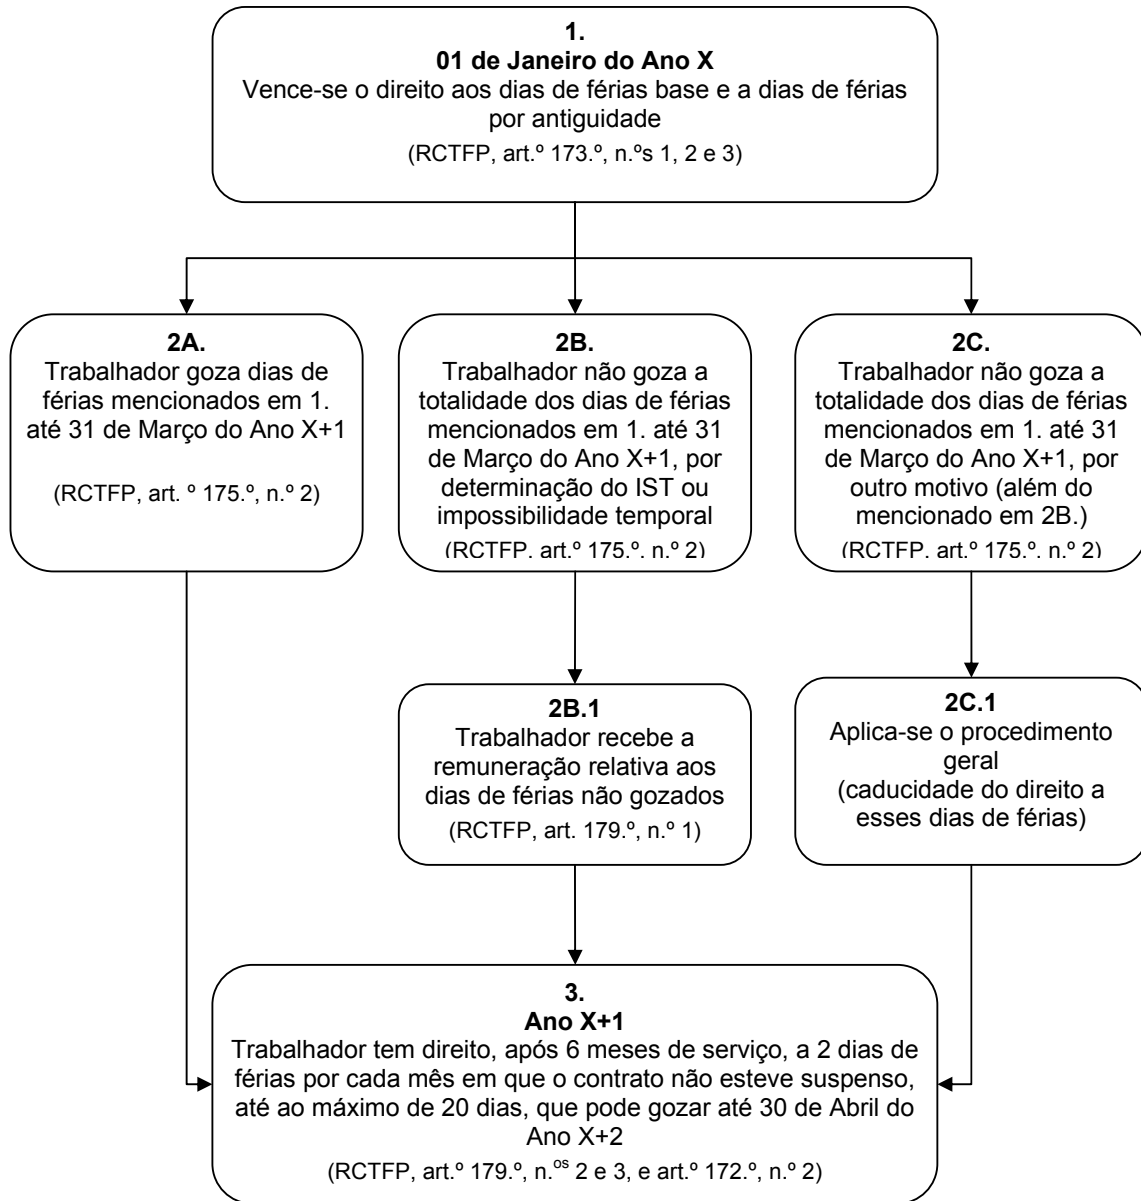 1.
01 de Janeiro do Ano X
Vence-se o direito aos dias de férias base e a dias de férias
por antiguidade
(RCTFP, art.º 173.º, n.ºs 1, 2 e 3)
2A.
Trabalhador goza dias de
férias mencionados em 1.
até 31 de Março do Ano X+1
(RCTFP, art. º 175.º, n.º 2)
2B.
Trabalhador não goza a
totalidade dos dias de férias
mencionados em 1. até 31
de Março do Ano X+1, por
determinação do IST ou
impossibilidade temporal
(RCTFP. art.º 175.º. n.º 2)
2C.
Trabalhador não goza a
totalidade dos dias de férias
mencionados em 1. até 31
de Março do Ano X+1, por
outro motivo (além do
mencionado em 2B.)
(RCTFP. art.º 175.º. n.º 2)
2B.1
Trabalhador recebe a
remuneração relativa aos
dias de férias não gozados
(RCTFP, art. 179.º, n.º 1)
2C.1
Aplica-se o procedimento
geral
(caducidade do direito a
esses dias de férias)
3.
Ano X+1
Trabalhador tem direito, após 6 meses de serviço, a 2 dias de
férias por cada mês em que o contrato não esteve suspenso,
até ao máximo de 20 dias, que pode gozar até 30 de Abril do
Ano X+2
(RCTFP, art.º 179.º, n.os 2 e 3, e art.º 172.º, n.º 2)